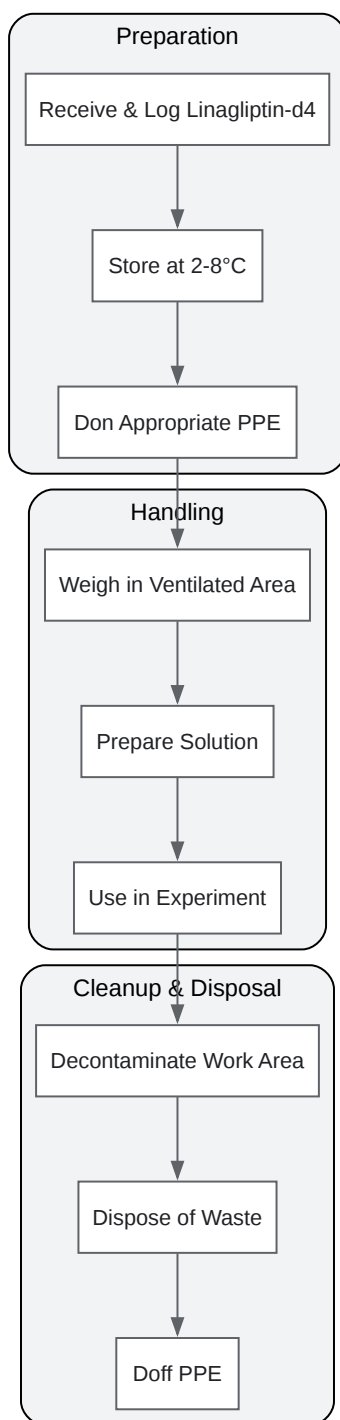 Preparation
Receive & Log Linagliptin-d4
Store at 2-8°C
Don Appropriate PPE
Handling
Weigh in Ventilated Area
Prepare Solution
Use in Experiment
Cleanup & Disposal
Decontaminate Work Area
Dispose of Waste
Doff PPE